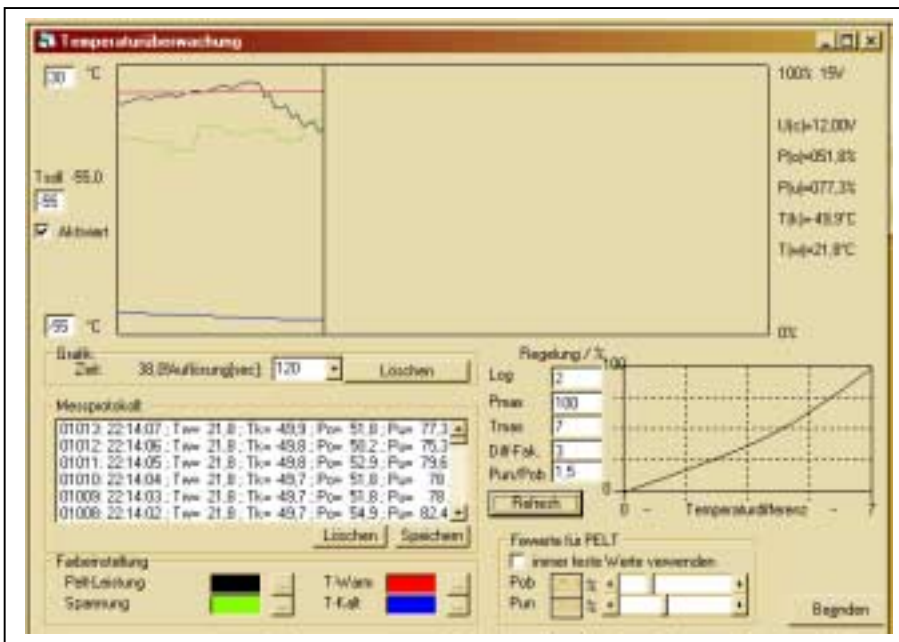 Temperaturüberwachung
30 °C
100% 15V
U(c)=12.00V
P(o)=051,8%
P(u)=077,3%
T(k)=-49,9°C
T(w)=21,8°C
Tsoll -55.0
-55
Aktiviert
°C
0%
Grafik
Zeit: Auflösung[sec]: 120 Löschen
Messprotokoll
01013: 22:14:07 ; Tw= 21,8 ; Tk= -49,9 ; Po= 51,8 ; Pu= 77,3
01012: 22:14:06 ; Tw= 21,8 ; Tk= -49,8 ; Po= 50,2 ; Pu= 75,3
01011: 22:14:05 ; Tw= 21,8 ; Tk= -49,8 ; Po= 52,9 ; Pu= 79,6
01010: 22:14:04 ; Tw= 21,8 ; Tk= -49,7 ; Po= 51,8 ; Pu= 78
01009: 22:14:03 ; Tw= 21,8 ; Tk= -49,7 ; Po= 51,8 ; Pu= 78
01008: 22:14:02 ; Tw= 21,8 ; Tk= -49,7 ; Po= 54,9 ; Pu= 82,4
Löschen Speichern
Regelung / %
Log 2
Pmax 100
Tmax 7
Diff-Fak. 3
Pun/Pob 1,5
Refresh
100
0
0 - Temperaturdifferenz - 7
Farbeinstellung
Pelt-Leistung ... T-Warm ...
Spannung ... T-Kalt ...
für PELT
immer feste Werte verwenden
Pob %
Pun %
Beenden